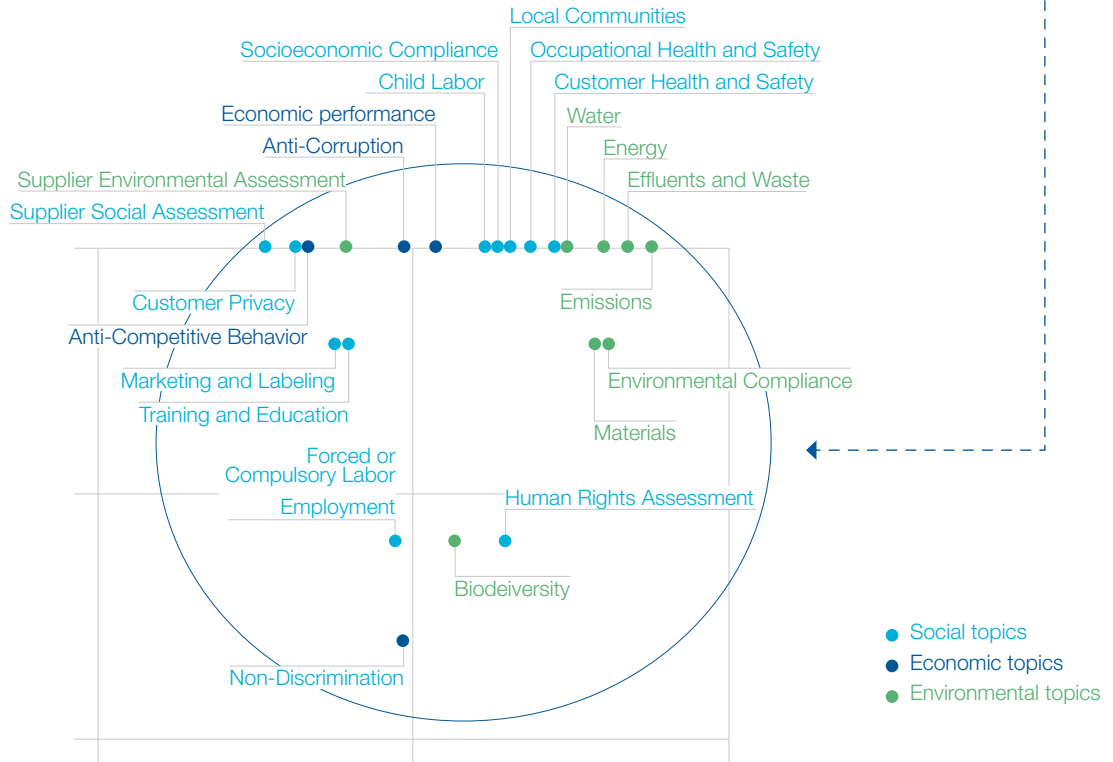 Local Communities
Socioeconomic Compliance
Occupational Health and Safety
Child Labor
Customer Health and Safety
Economic performance
Water
Anti-Corruption
Energy
Supplier Environmental Assessment
Effluents and Waste
Supplier Social Assessment
Customer Privacy
Emissions
Anti-Competitive Behavior
Marketing and Labeling
Environmental Compliance
Training and Education
Materials
Forced or
Compulsory Labor
Employment
Human Rights Assessment
Biodeiversity
Non-Discrimination
Social topics
Economic topics
Environmental topics